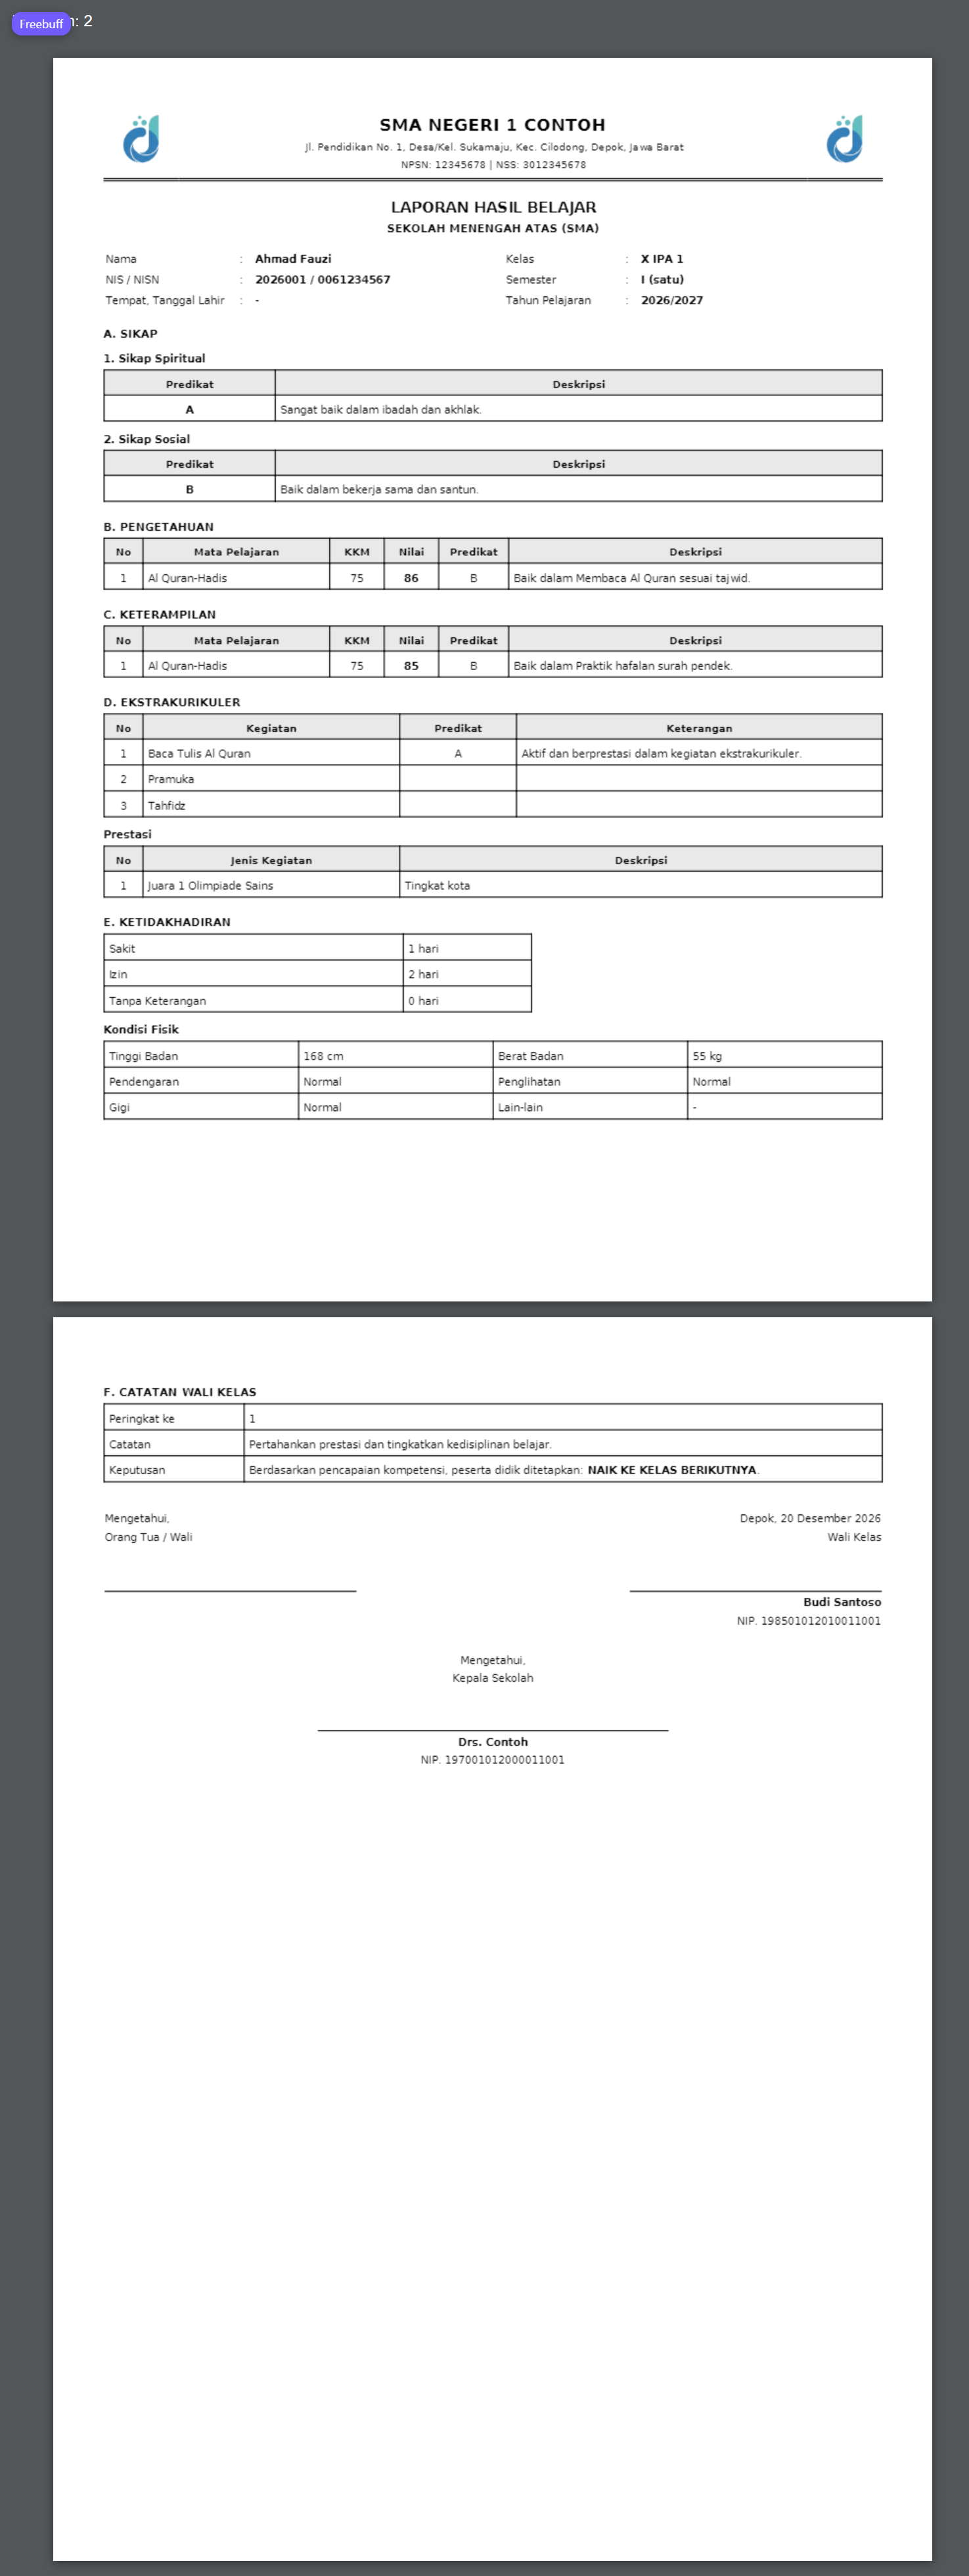 Freebuff
: 2
SMA NEGERI 1 CONTOH
Jl. Pendidikan No. 1, Desa/Kel. Sukamaju, Kec. Cilodong, Depok, Jawa Barat
NPSN: 12345678 | NSS: 3012345678
LAPORAN HASIL BELAJAR
SEKOLAH MENENGAH ATAS (SMA)
Nama : Ahmad Fauzi Kelas : X IPA 1
NIS / NISN : 2026001 / 0061234567 Semester : I (satu)
Tempat, Tanggal Lahir : - Tahun Pelajaran : 2026/2027
A. SIKAP
1. Sikap Spiritual
Predikat Deskripsi
A Sangat baik dalam ibadah dan akhlak.
2. Sikap Sosial
Predikat Deskripsi
B Baik dalam bekerja sama dan santun.
B. PENGETAHUAN
No Mata Pelajaran KKM Nilai Predikat Deskripsi
1 Al Quran-Hadis 75 86 B Baik dalam Membaca Al Quran sesuai tajwid.
C. KETERAMPILAN
No Mata Pelajaran KKM Nilai Predikat Deskripsi
1 Al Quran-Hadis 75 85 B Baik dalam Praktik hafalan surah pendek.
D. EKSTRAKURIKULER
No Kegiatan Predikat Keterangan
1 Baca Tulis Al Quran A Aktif dan berprestasi dalam kegiatan ekstrakurikuler.
2 Pramuka
3 Tahfidz
Prestasi
No Jenis Kegiatan Deskripsi
1 Juara 1 Olimpiade Sains Tingkat kota
E. KETIDAKHADIRAN
Sakit 1 hari
Izin 2 hari
Tanpa Keterangan 0 hari
Kondisi Fisik
Tinggi Badan 168 cm Berat Badan 55 kg
Pendengaran Normal Penglihatan Normal
Gigi Normal Lain-lain -
F. CATATAN WALI KELAS
Peringkat ke 1
Catatan Pertahankan prestasi dan tingkatkan kedisiplinan belajar.
Keputusan Berdasarkan pencapaian kompetensi, peserta didik ditetapkan: NAIK KE KELAS BERIKUTNYA.
Mengetahui, Depok, 20 Desember 2026
Orang Tua / Wali Wali Kelas
Budi Santoso
NIP. 198501012010011001
Mengetahui,
Kepala Sekolah
Drs. Contoh
NIP. 197001012000011001